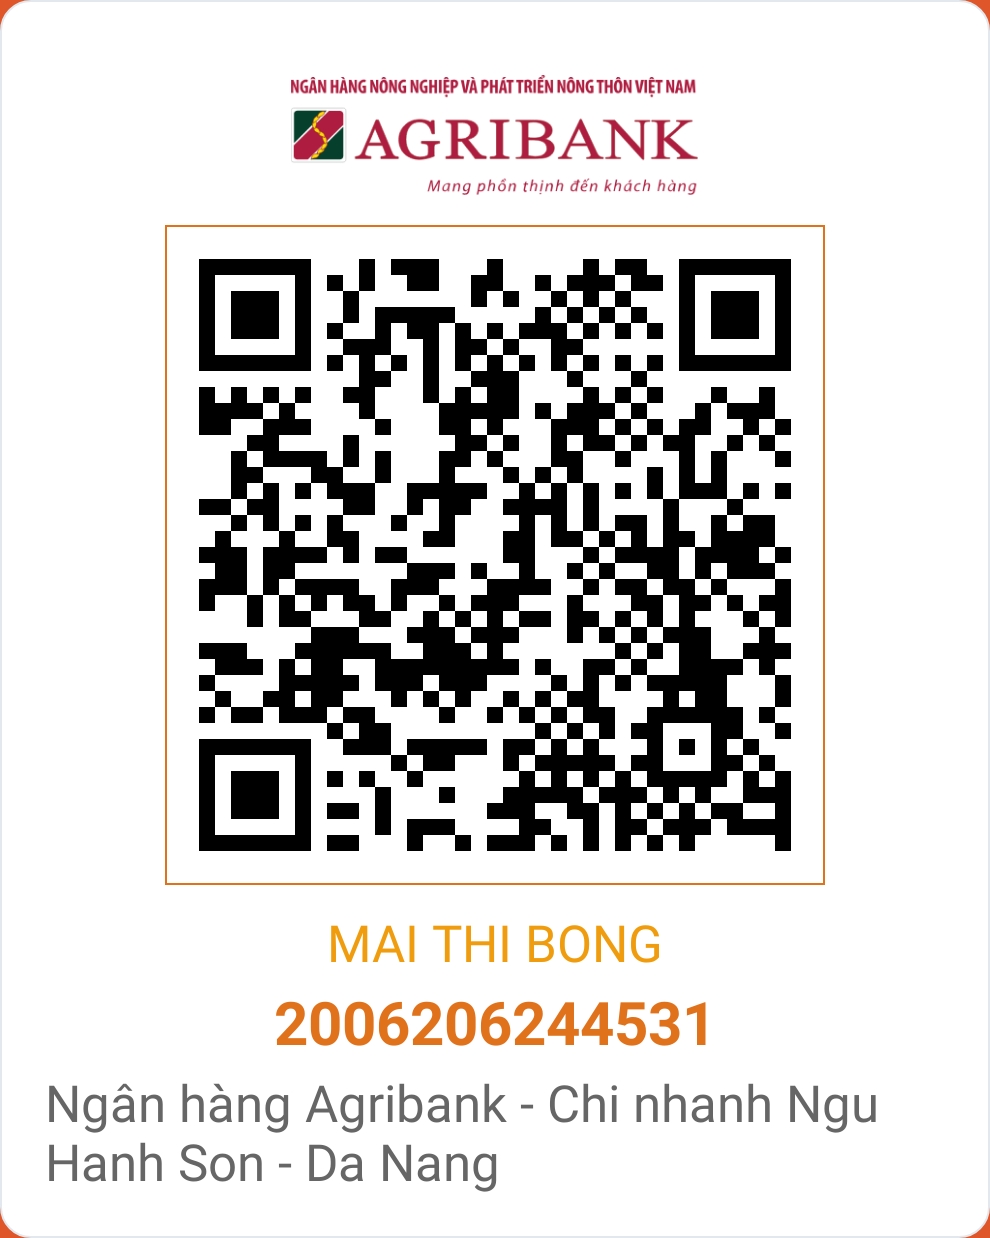 NGÂN HÀNG NÔNG NGHIỆP VÀ PHÁT TRIỂN NÔNG THÔN VIỆT NAM
AGRIBANK
Mang phồn thịnh đến khách hàng
MAI THI BONG
2006206244531
Ngân hàng Agribank - Chi nhanh Ngu
Hanh Son - Da Nang